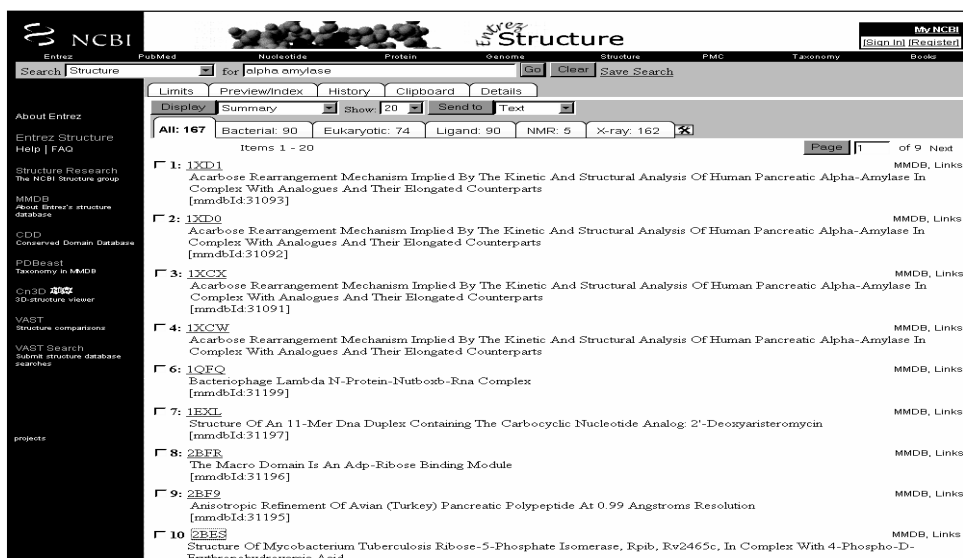 NCBI
Entrez Structure
My NCBI
[Sign In] [Register]
Entrez PubMed Nucleotide Protein Genome Structure PMC Taxonomy Books
Search Structure for alpha amylase Go Clear Save Search
Limits Preview/Index History Clipboard Details
Display Summary Show: 20 Send to Text
All: 167 Bacterial: 90 Eukaryotic: 74 Ligand: 90 NMR: 5 X-ray: 162
Items 1 - 20 Page 1 of 9 Next
About Entrez
Entrez Structure
Help | FAQ
Structure Research
The NCBI Structure group
MMDB
About Entrez's structure
database
CDD
Conserved Domain Database
PDBeast
Taxonomy in MMDB
Cn3D
3D-structure viewer
VAST
Structure comparisons
VAST Search
Submit structure database
searches
projects
1: 1XD1 MMDB, Links
Acarbose Rearrangement Mechanism Implied By The Kinetic And Structural Analysis Of Human Pancreatic Alpha-Amylase In
Complex With Analogues And Their Elongated Counterparts
[mmdbId:31093]
2: 1XD0 MMDB, Links
Acarbose Rearrangement Mechanism Implied By The Kinetic And Structural Analysis Of Human Pancreatic Alpha-Amylase In
Complex With Analogues And Their Elongated Counterparts
[mmdbId:31092]
3: 1XCX MMDB, Links
Acarbose Rearrangement Mechanism Implied By The Kinetic And Structural Analysis Of Human Pancreatic Alpha-Amylase In
Complex With Analogues And Their Elongated Counterparts
[mmdbId:31091]
4: 1XCW MMDB, Links
Acarbose Rearrangement Mechanism Implied By The Kinetic And Structural Analysis Of Human Pancreatic Alpha-Amylase In
Complex With Analogues And Their Elongated Counterparts
6: 1QFQ MMDB, Links
Bacteriophage Lambda N-Protein-Nutboxb-Rna Complex
[mmdbId:31199]
7: 1EXL MMDB, Links
Structure Of An 11-Mer Dna Duplex Containing The Carbocyclic Nucleotide Analog: 2'-Deoxyaristeromycin
[mmdbId:31197]
8: 2BFR MMDB, Links
The Macro Domain Is An Adp-Ribose Binding Module
[mmdbId:31196]
9: 2BF9 MMDB, Links
Anisotropic Refinement Of Avian (Turkey) Pancreatic Polypeptide At 0.99 Angstroms Resolution
[mmdbId:31195]
10 2BES MMDB, Links
Structure Of Mycobacterium Tuberculosis Ribose-5-Phosphate Isomerase, Rpib, Rv2465c, In Complex With 4-Phospho-D-